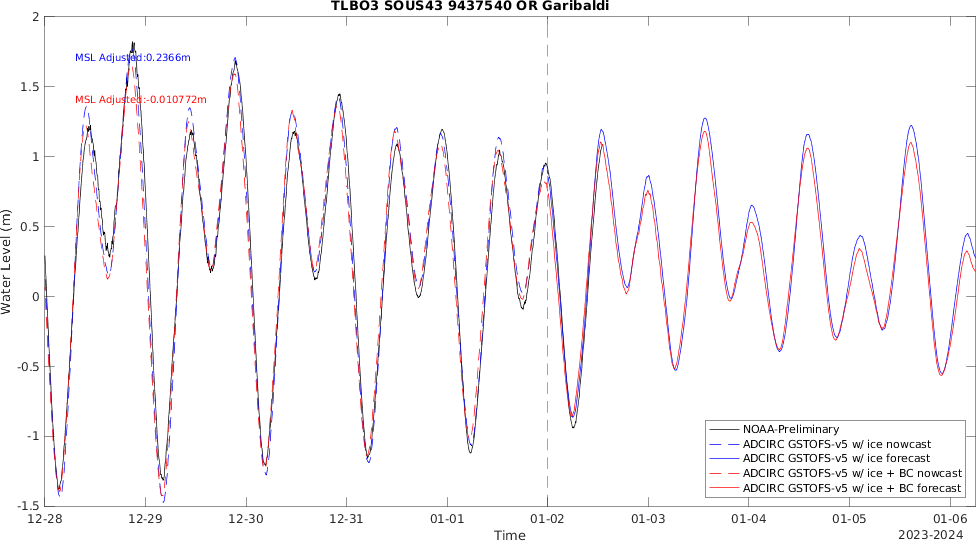 TLBO3 SOUS43 9437540 OR Garibaldi
MSL Adjusted:0.2366m
MSL Adjusted:-0.010772m
Water Level (m)
2
1.5
1
0.5
0
-0.5
-1
-1.5
12-28 12-29 12-30 12-31 01-01 01-02 01-03 01-04 01-05 01-06
Time
2023-2024
NOAA-Preliminary
ADCIRC GSTOFS-v5 w/ ice nowcast
ADCIRC GSTOFS-v5 w/ ice forecast
ADCIRC GSTOFS-v5 w/ ice + BC nowcast
ADCIRC GSTOFS-v5 w/ ice + BC forecast